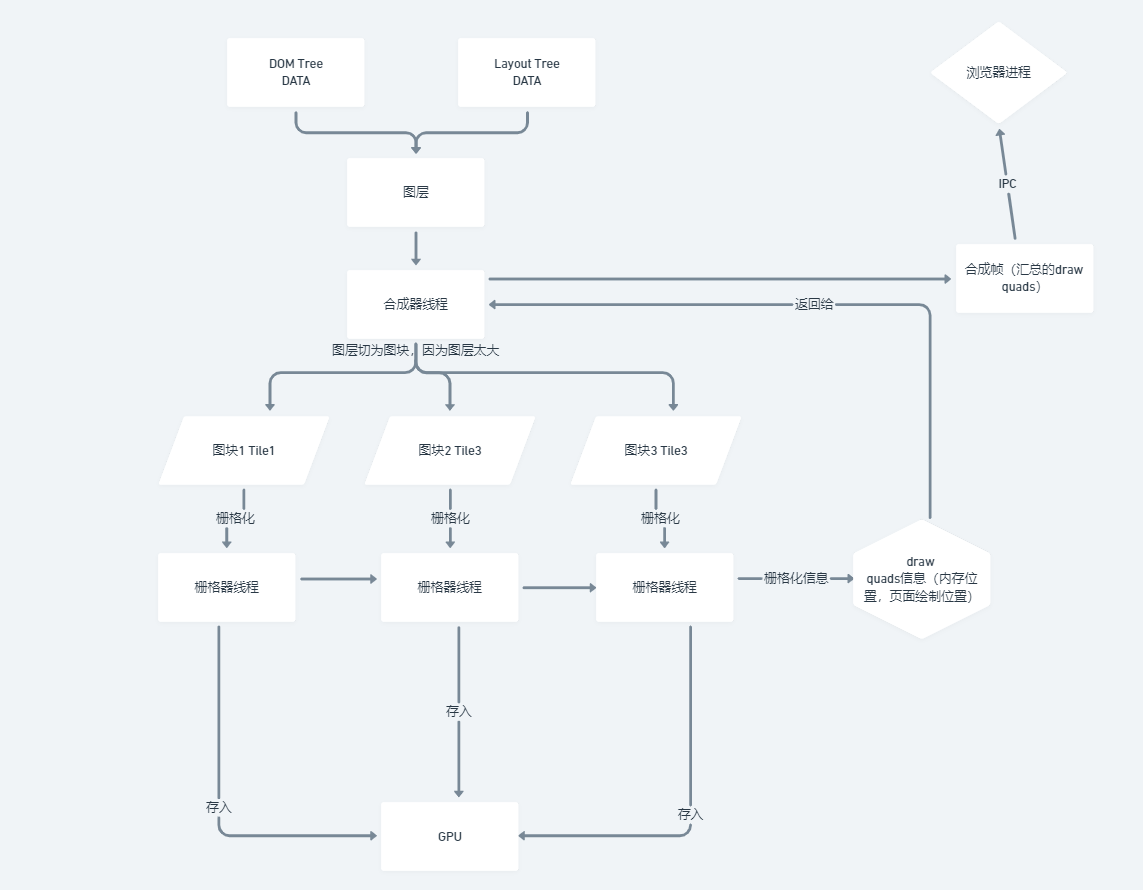 DOM Tree
DATA
Layout Tree
DATA
浏览器进程
图层
IPC
合成器线程
合成帧（汇总的draw
quads）
返回给
图层切为图块，因为图层太大
图块1 Tile1
图块2 Tile3
图块3 Tile3
栅格化
栅格化
栅格化
栅格器线程
栅格器线程
栅格器线程
栅格化信息
draw
quads信息（内存位
置，页面绘制位置）
存入
存入
存入
GPU